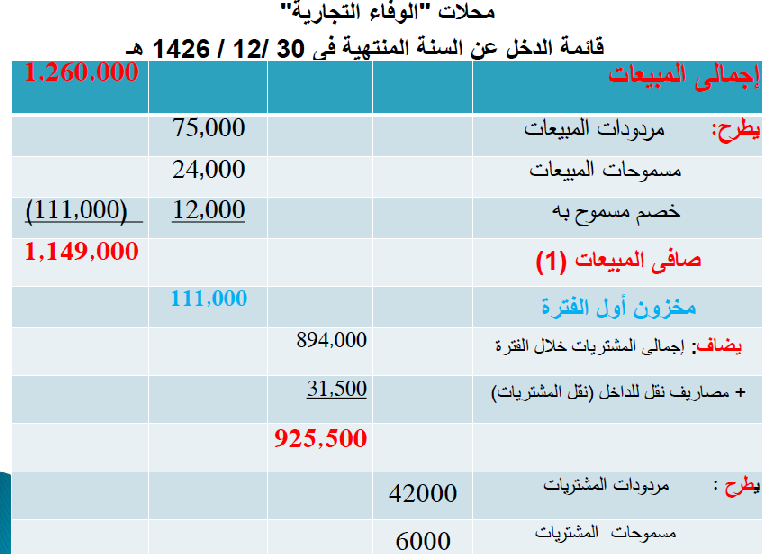 محلات "الوفاء التجارية"
قائمة الدخل عن السنة المنتهية في 30 /12 / 1426 هـ
إجمالى المبيعات 1.260.000
يطرح: مردودات المبيعات 75,000
مسموحات المبيعات 24,000
خصم مسموح به 12,000 (111,000)
صافى المبيعات (1) 1,149,000
مخزون أول الفترة 111,000
يضاف: إجمالى المشتريات خلال الفترة 894,000
+ مصاريف نقل للداخل (نقل المشتريات) 31,500
925,500
يطرح : مردودات المشتريات 42000
مسموحات المشتريات 6000